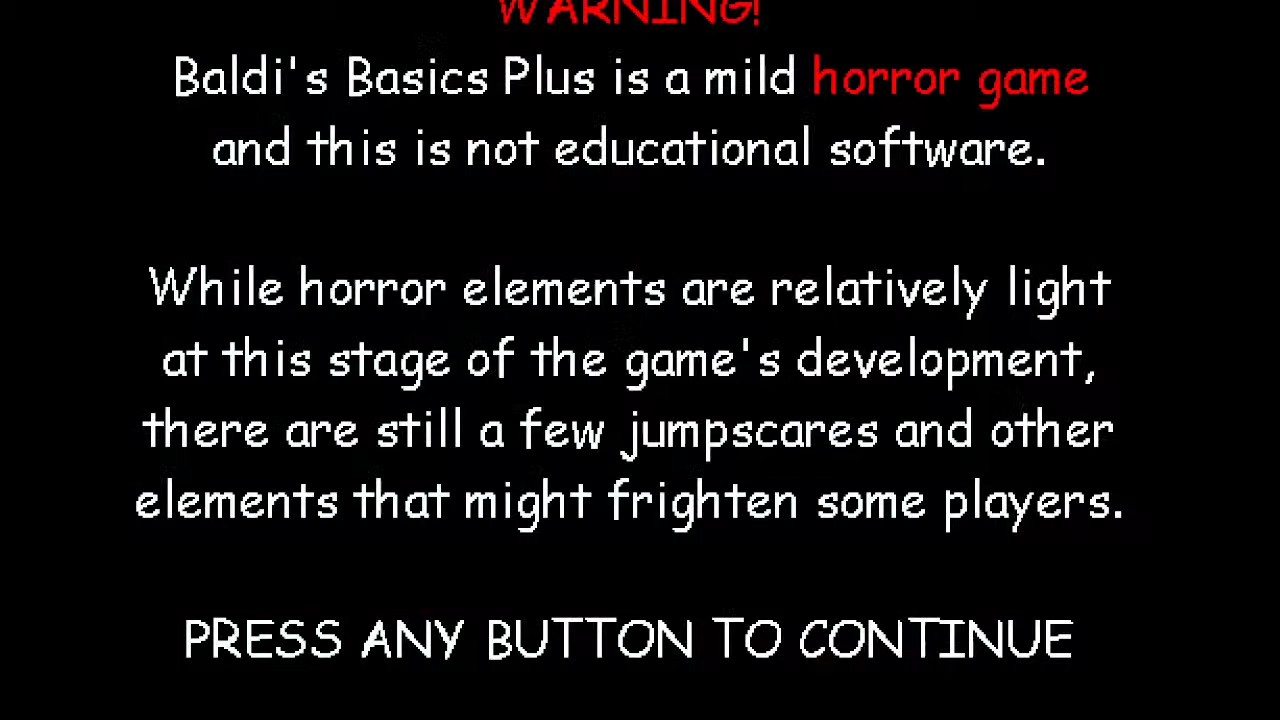 WARNING!
Baldi's Basics Plus is a mild horror game
and this is not educational software.
While horror elements are relatively light
at this stage of the game's development,
there are still a few jumpscares and other
elements that might frighten some players.
PRESS ANY BUTTON TO CONTINUE